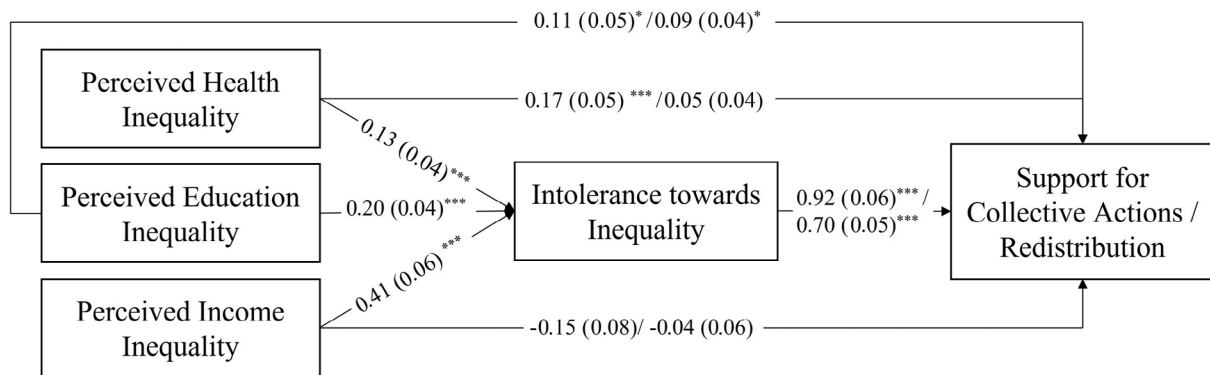 0.11 (0.05)*/0.09 (0.04)*
Perceived Health
Inequality
0.17 (0.05) ***/0.05 (0.04)
0.13 (0.04)***
Perceived Education
Inequality
0.20 (0.04)***
Intolerance towards
Inequality
0.92 (0.06)***/
0.70 (0.05)***
Support for
Collective Actions /
Redistribution
0.41 (0.06)***
Perceived Income
Inequality
-0.15 (0.08)/ -0.04 (0.06)